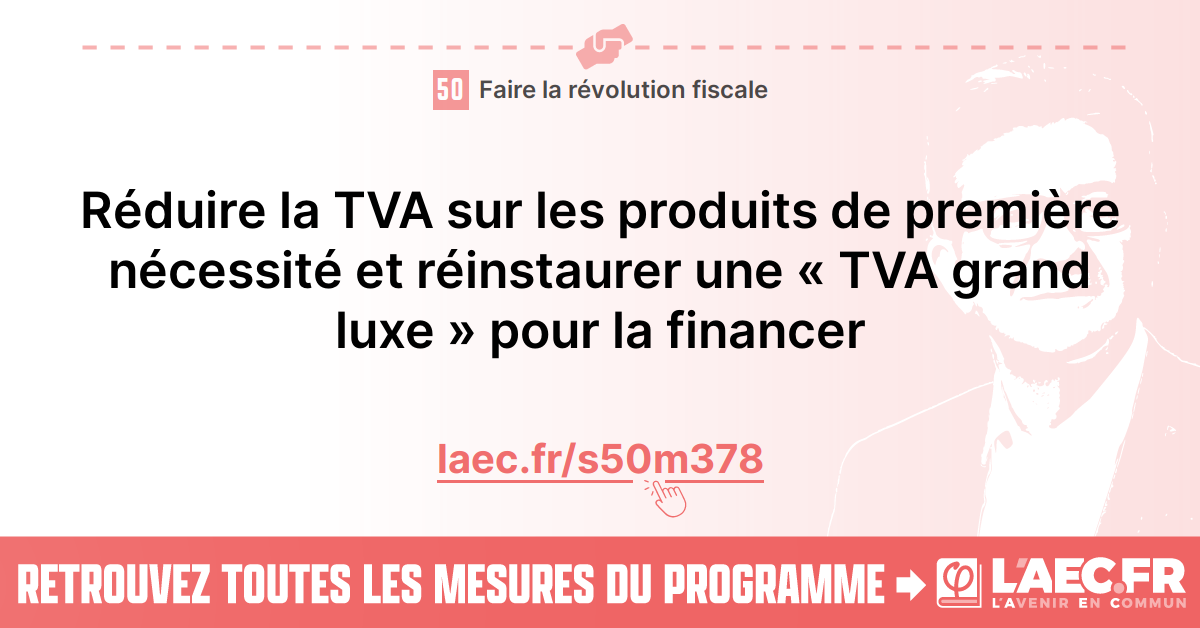 50 Faire la révolution fiscale
Réduire la TVA sur les produits de première
nécessité et réinstaurer une « TVA grand
luxe » pour la financer
laec.fr/s50m378
RETROUVEZ TOUTES LES MESURES DU PROGRAMME
φ L'AEC.FR
L'AVENIR EN COMMUN